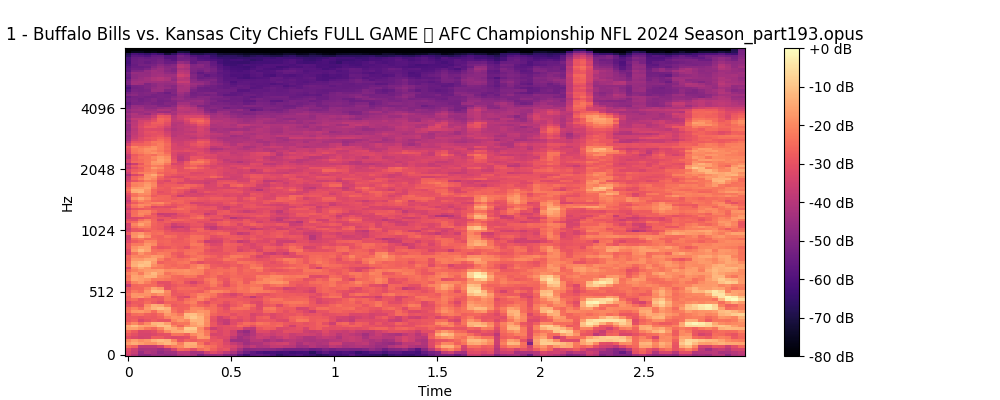 1 - Buffalo Bills vs. Kansas City Chiefs FULL GAME ▯ AFC Championship NFL 2024 Season_part193.opus
Hz
4096
2048
1024
512
0
0
0.5
1
1.5
2
2.5
Time
+0 dB
-10 dB
-20 dB
-30 dB
-40 dB
-50 dB
-60 dB
-70 dB
-80 dB